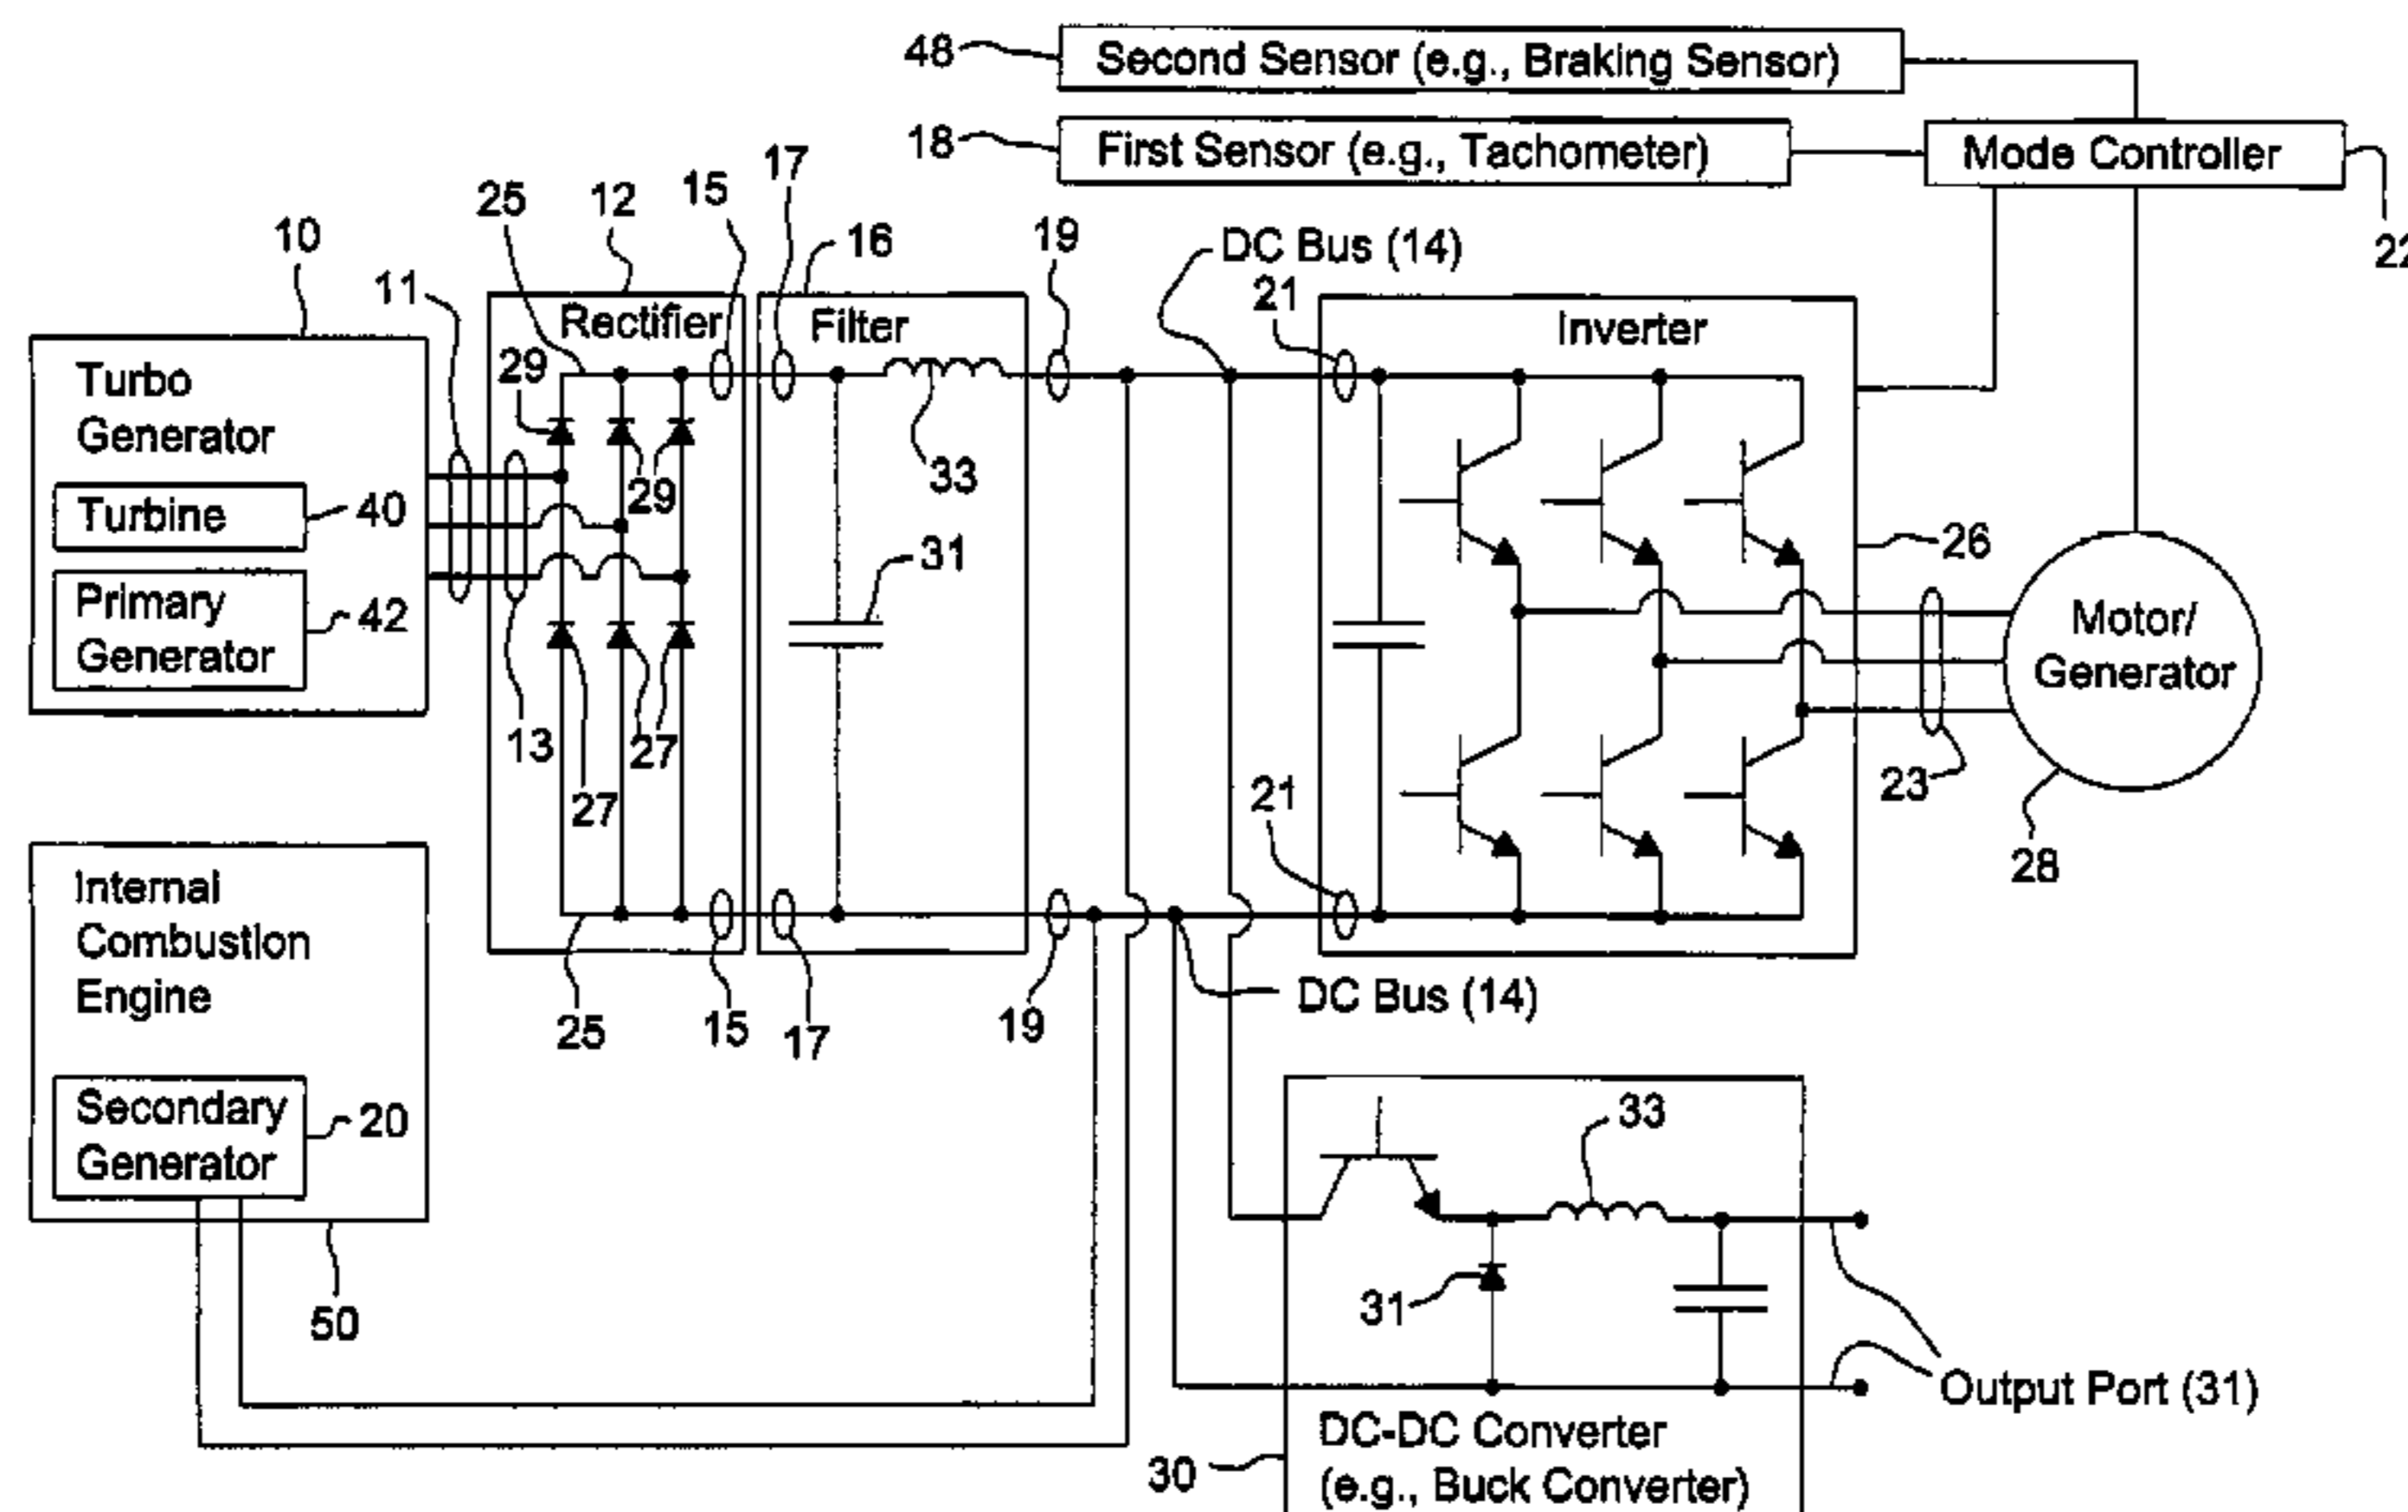 48
Second Sensor (e.g., Braking Sensor)
18
First Sensor (e.g., Tachometer)
Mode Controller
22
10
11
25
12
15
17
16
19
DC Bus (14)
21
Turbo
Generator
Turbine
40
Primary
Generator
42
Rectifier
29
29
13
27
27
25
15
Filter
33
31
17
19
Inverter
26
21
23
Motor/
Generator
28
DC Bus (14)
Internal
Combustion
Engine
Secondary
Generator
20
50
33
31
Output Port (31)
30
DC-DC Converter
(e.g., Buck Converter)